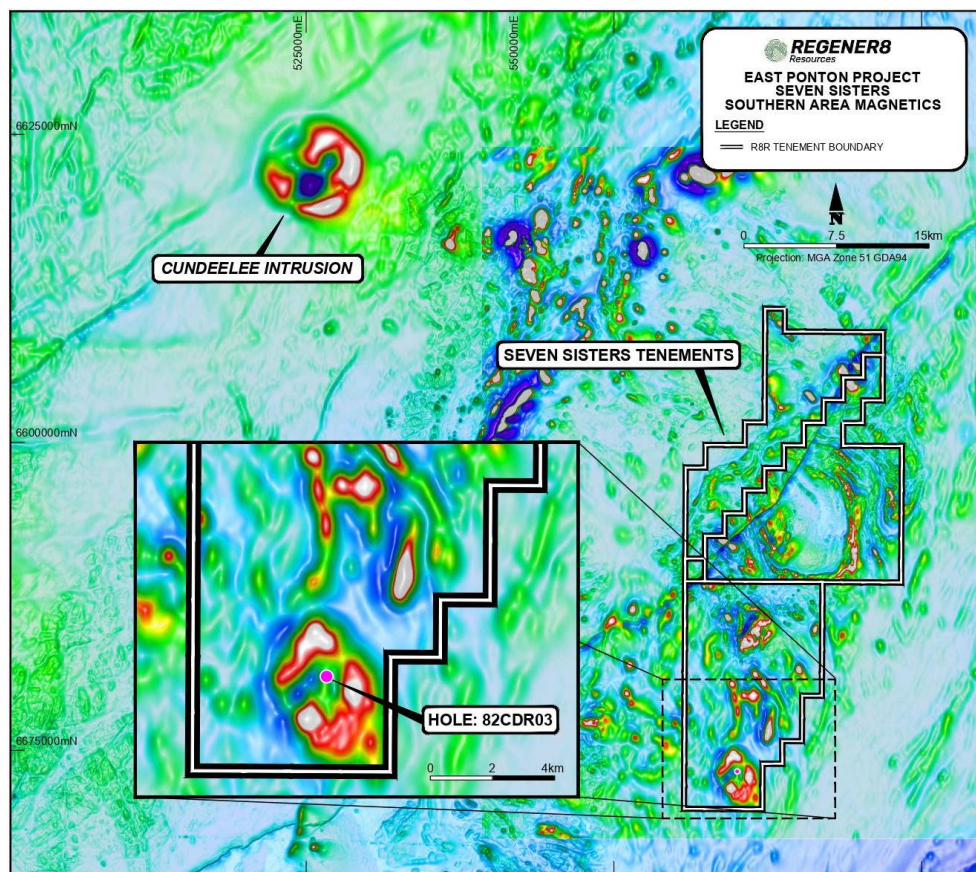 525000mE
550000mE
REGENER8
Resources
EAST PONTON PROJECT
SEVEN SISTERS
SOUTHERN AREA MAGNETICS
LEGEND
R8R TENEMENT BOUNDARY
6625000mN
N
0 7.5 15km
Projection: MGA Zone 51 GDA94
CUNDEELEE INTRUSION
SEVEN SISTERS TENEMENTS
6600000mN
HOLE: 82CDR03
6675000mN
0 2 4km